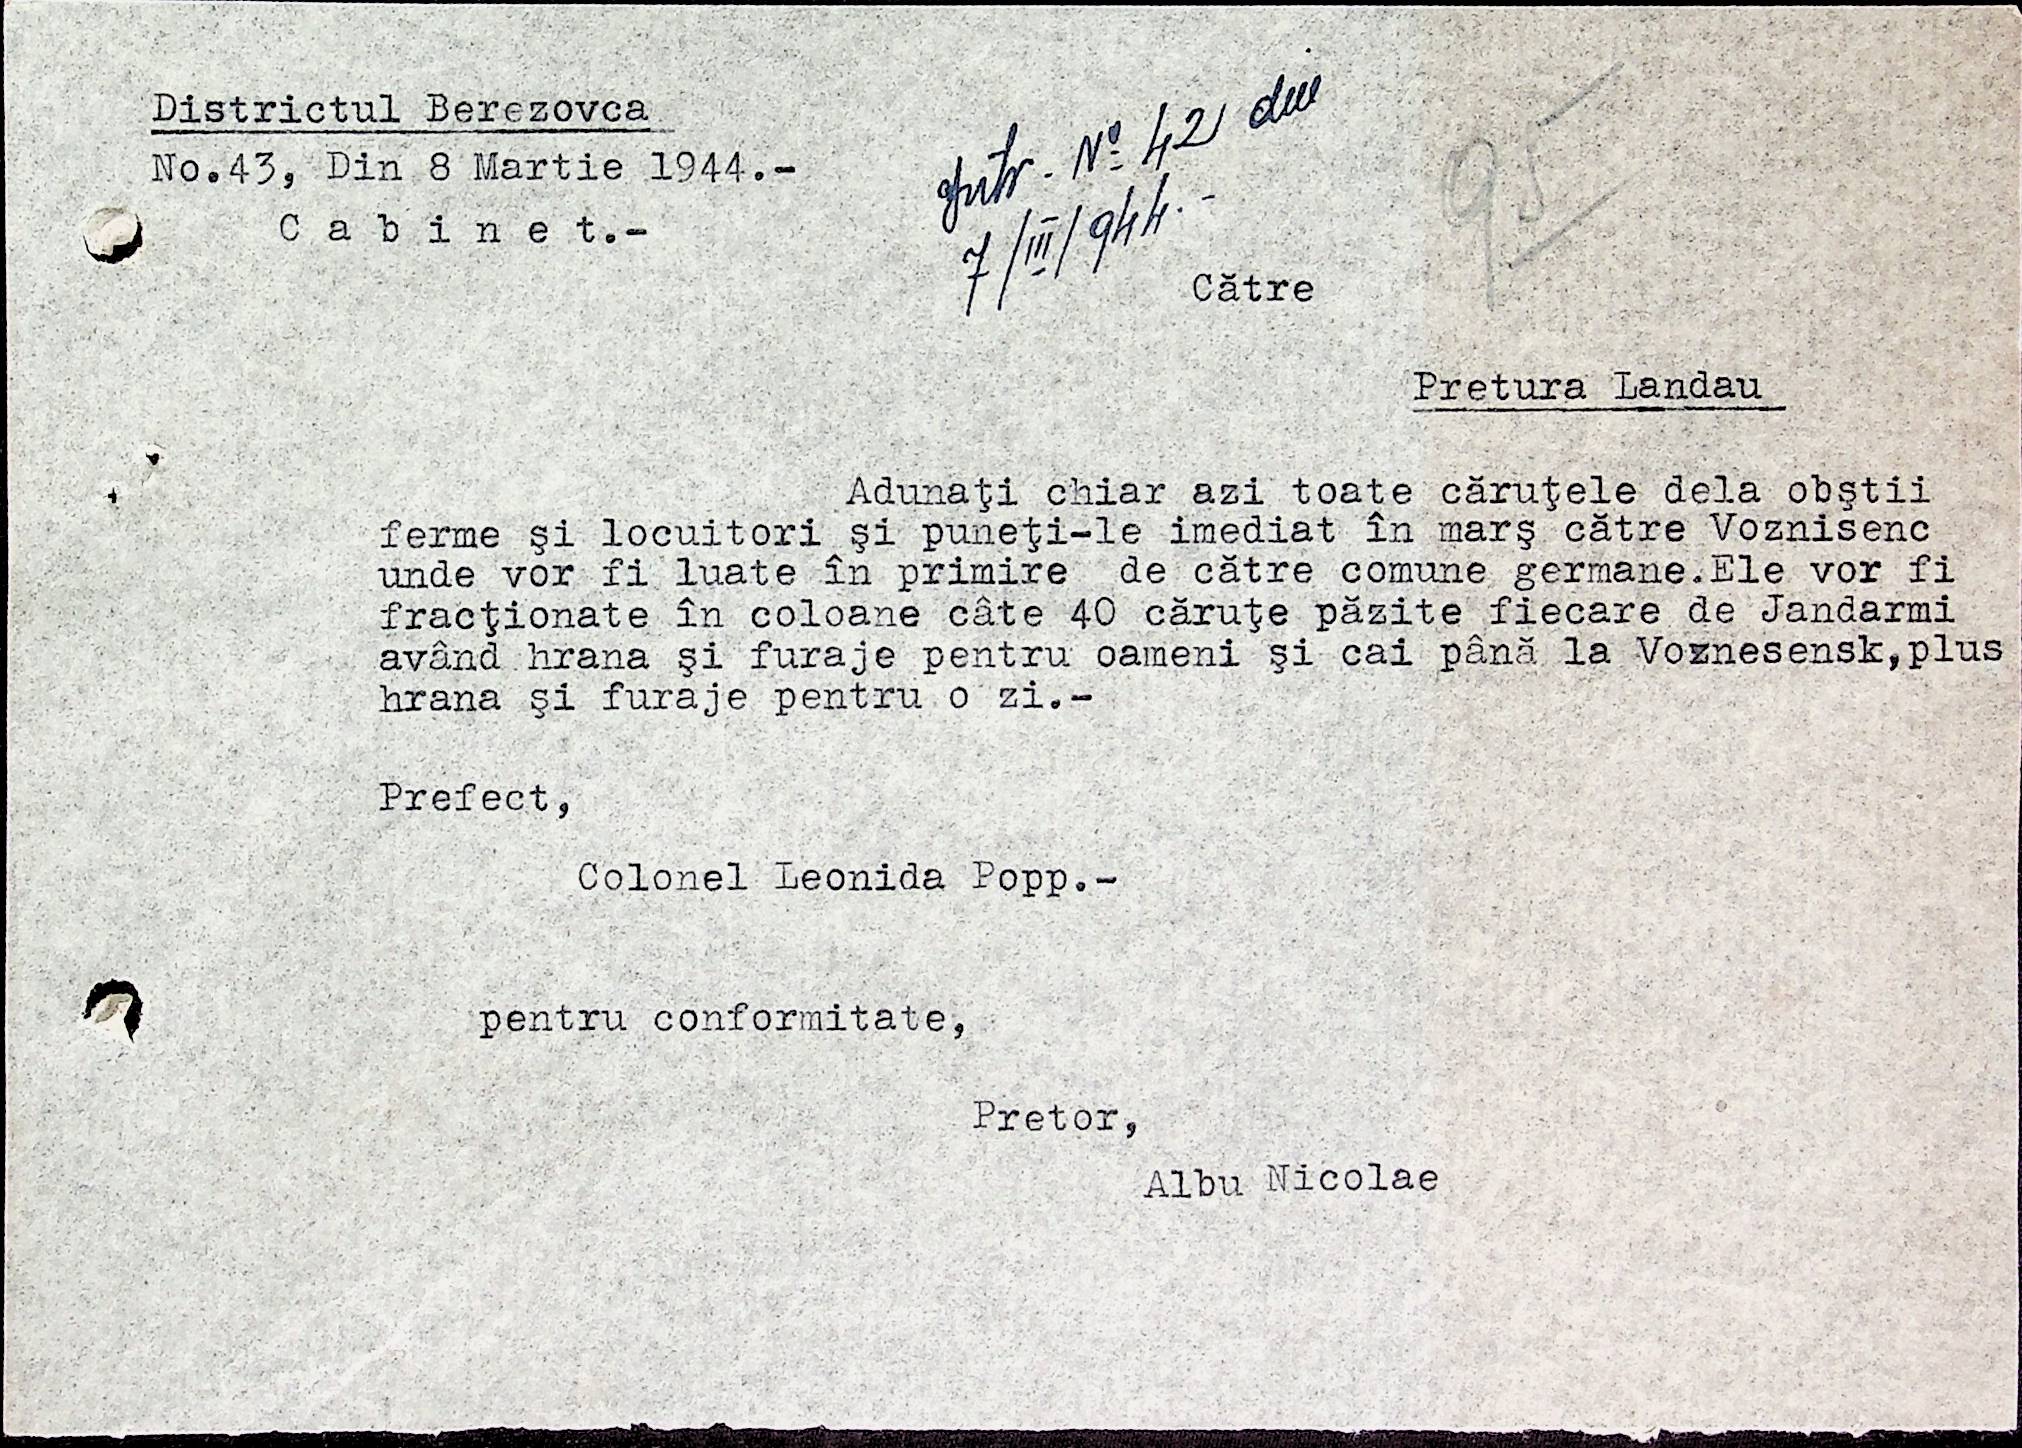 Districtul Berezovca
No.43, Din 8 Martie 1944.-
C a b i n e t.-
Nº 42 din
7/III/944.-
95
Către
Pretura Landau
Adunaţi chiar azi toate căruţele dela obştii
ferme şi locuitori şi puneţi-le imediat în marş către Voznisenc
unde vor fi luate în primire de către comune germane.Ele vor fi
fracţionate în coloane câte 40 căruţe păzite fiecare de Jandarmi
având hrana şi furaje pentru oameni şi cai până la Voznesensk,plus
hrana şi furaje pentru o zi.-
Prefect,
Colonel Leonida Popp.-
pentru conformitate,
Pretor,
Albu Nicolae